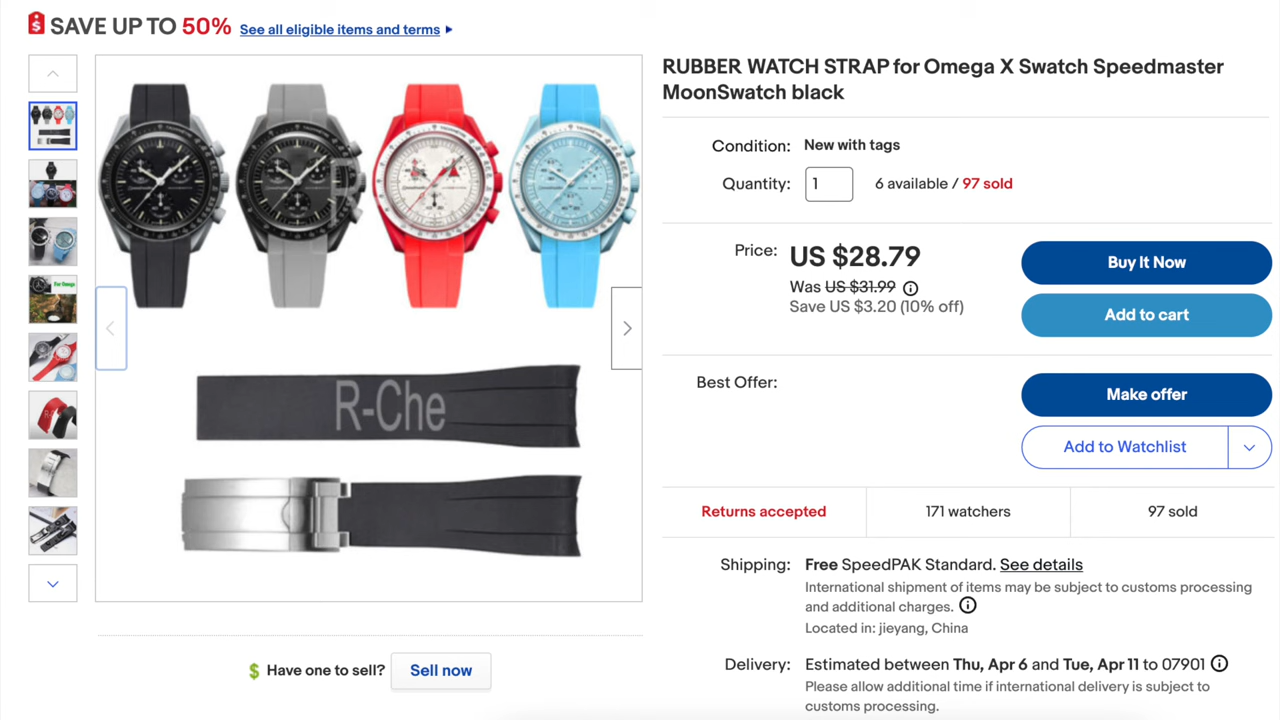 SAVE UP TO 50% See all eligible items and terms
RUBBER WATCH STRAP for Omega X Swatch Speedmaster
MoonSwatch black
Condition: New with tags
Quantity: 1 6 available / 97 sold
Price: US $28.79
Was US $31.99
Save US $3.20 (10% off)
Buy It Now
Add to cart
Best Offer:
Make offer
Add to Watchlist
R-Che
For Omega
Returns accepted 171 watchers 97 sold
Shipping: Free SpeedPAK Standard. See details
International shipment of items may be subject to customs processing
and additional charges.
Located in: jieyang, China
Delivery: Estimated between Thu, Apr 6 and Tue, Apr 11 to 07901
Please allow additional time if international delivery is subject to
customs processing.
$ Have one to sell? Sell now